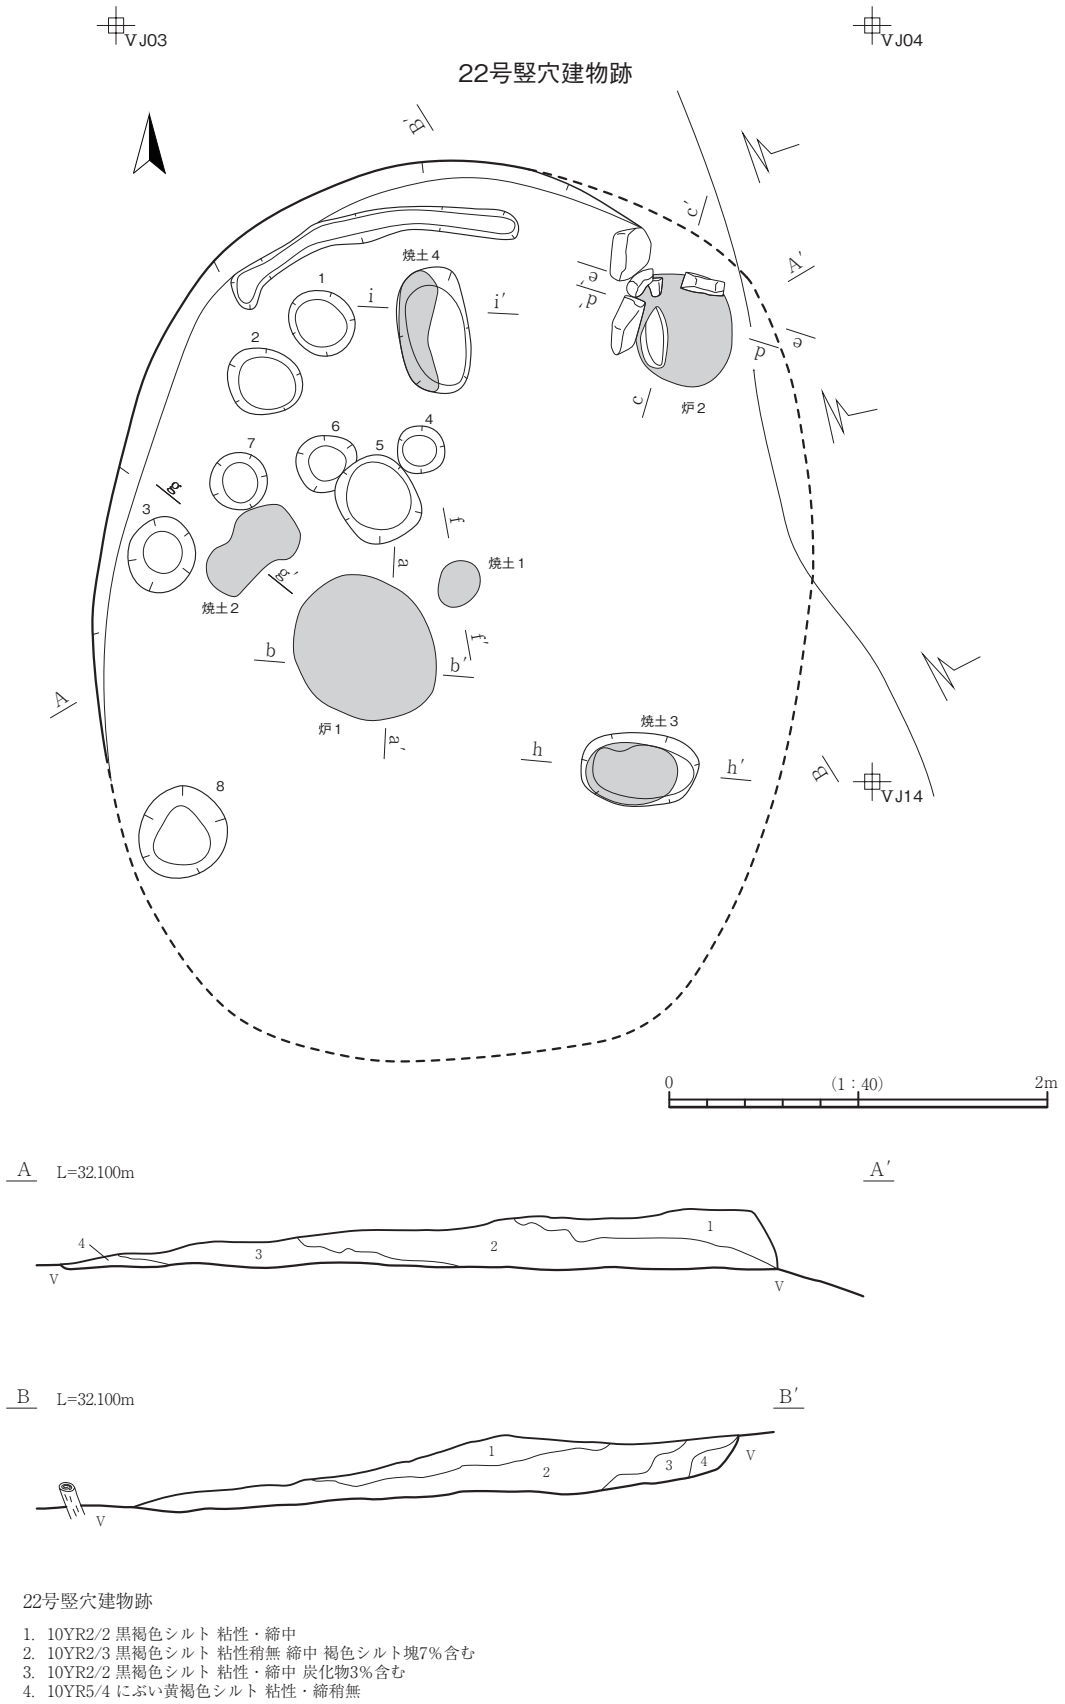 VJ03
VJ04
22号竪穴建物跡
B′
c′
A′
焼土4
1
i
i′
e′
d′
2
d
e
c
炉2
7
6
5
4
g
3
f
a
焼土1
g′
焼土2
b
f′
b′
A
炉1
a′
焼土3
h
h′
B
VJ14
8
0
(1：40)
2m
A L=32.100m A′
1
4
3
2
V
V
B L=32.100m B′
1
2
3
4
V
V
22号竪穴建物跡
1. 10YR2/2 黒褐色シルト 粘性・締中
2. 10YR2/3 黒褐色シルト 粘性稍無 締中 褐色シルト塊7%含む
3. 10YR2/2 黒褐色シルト 粘性・締中 炭化物3%含む
4. 10YR5/4 にぶい黄褐色シルト 粘性・締稍無